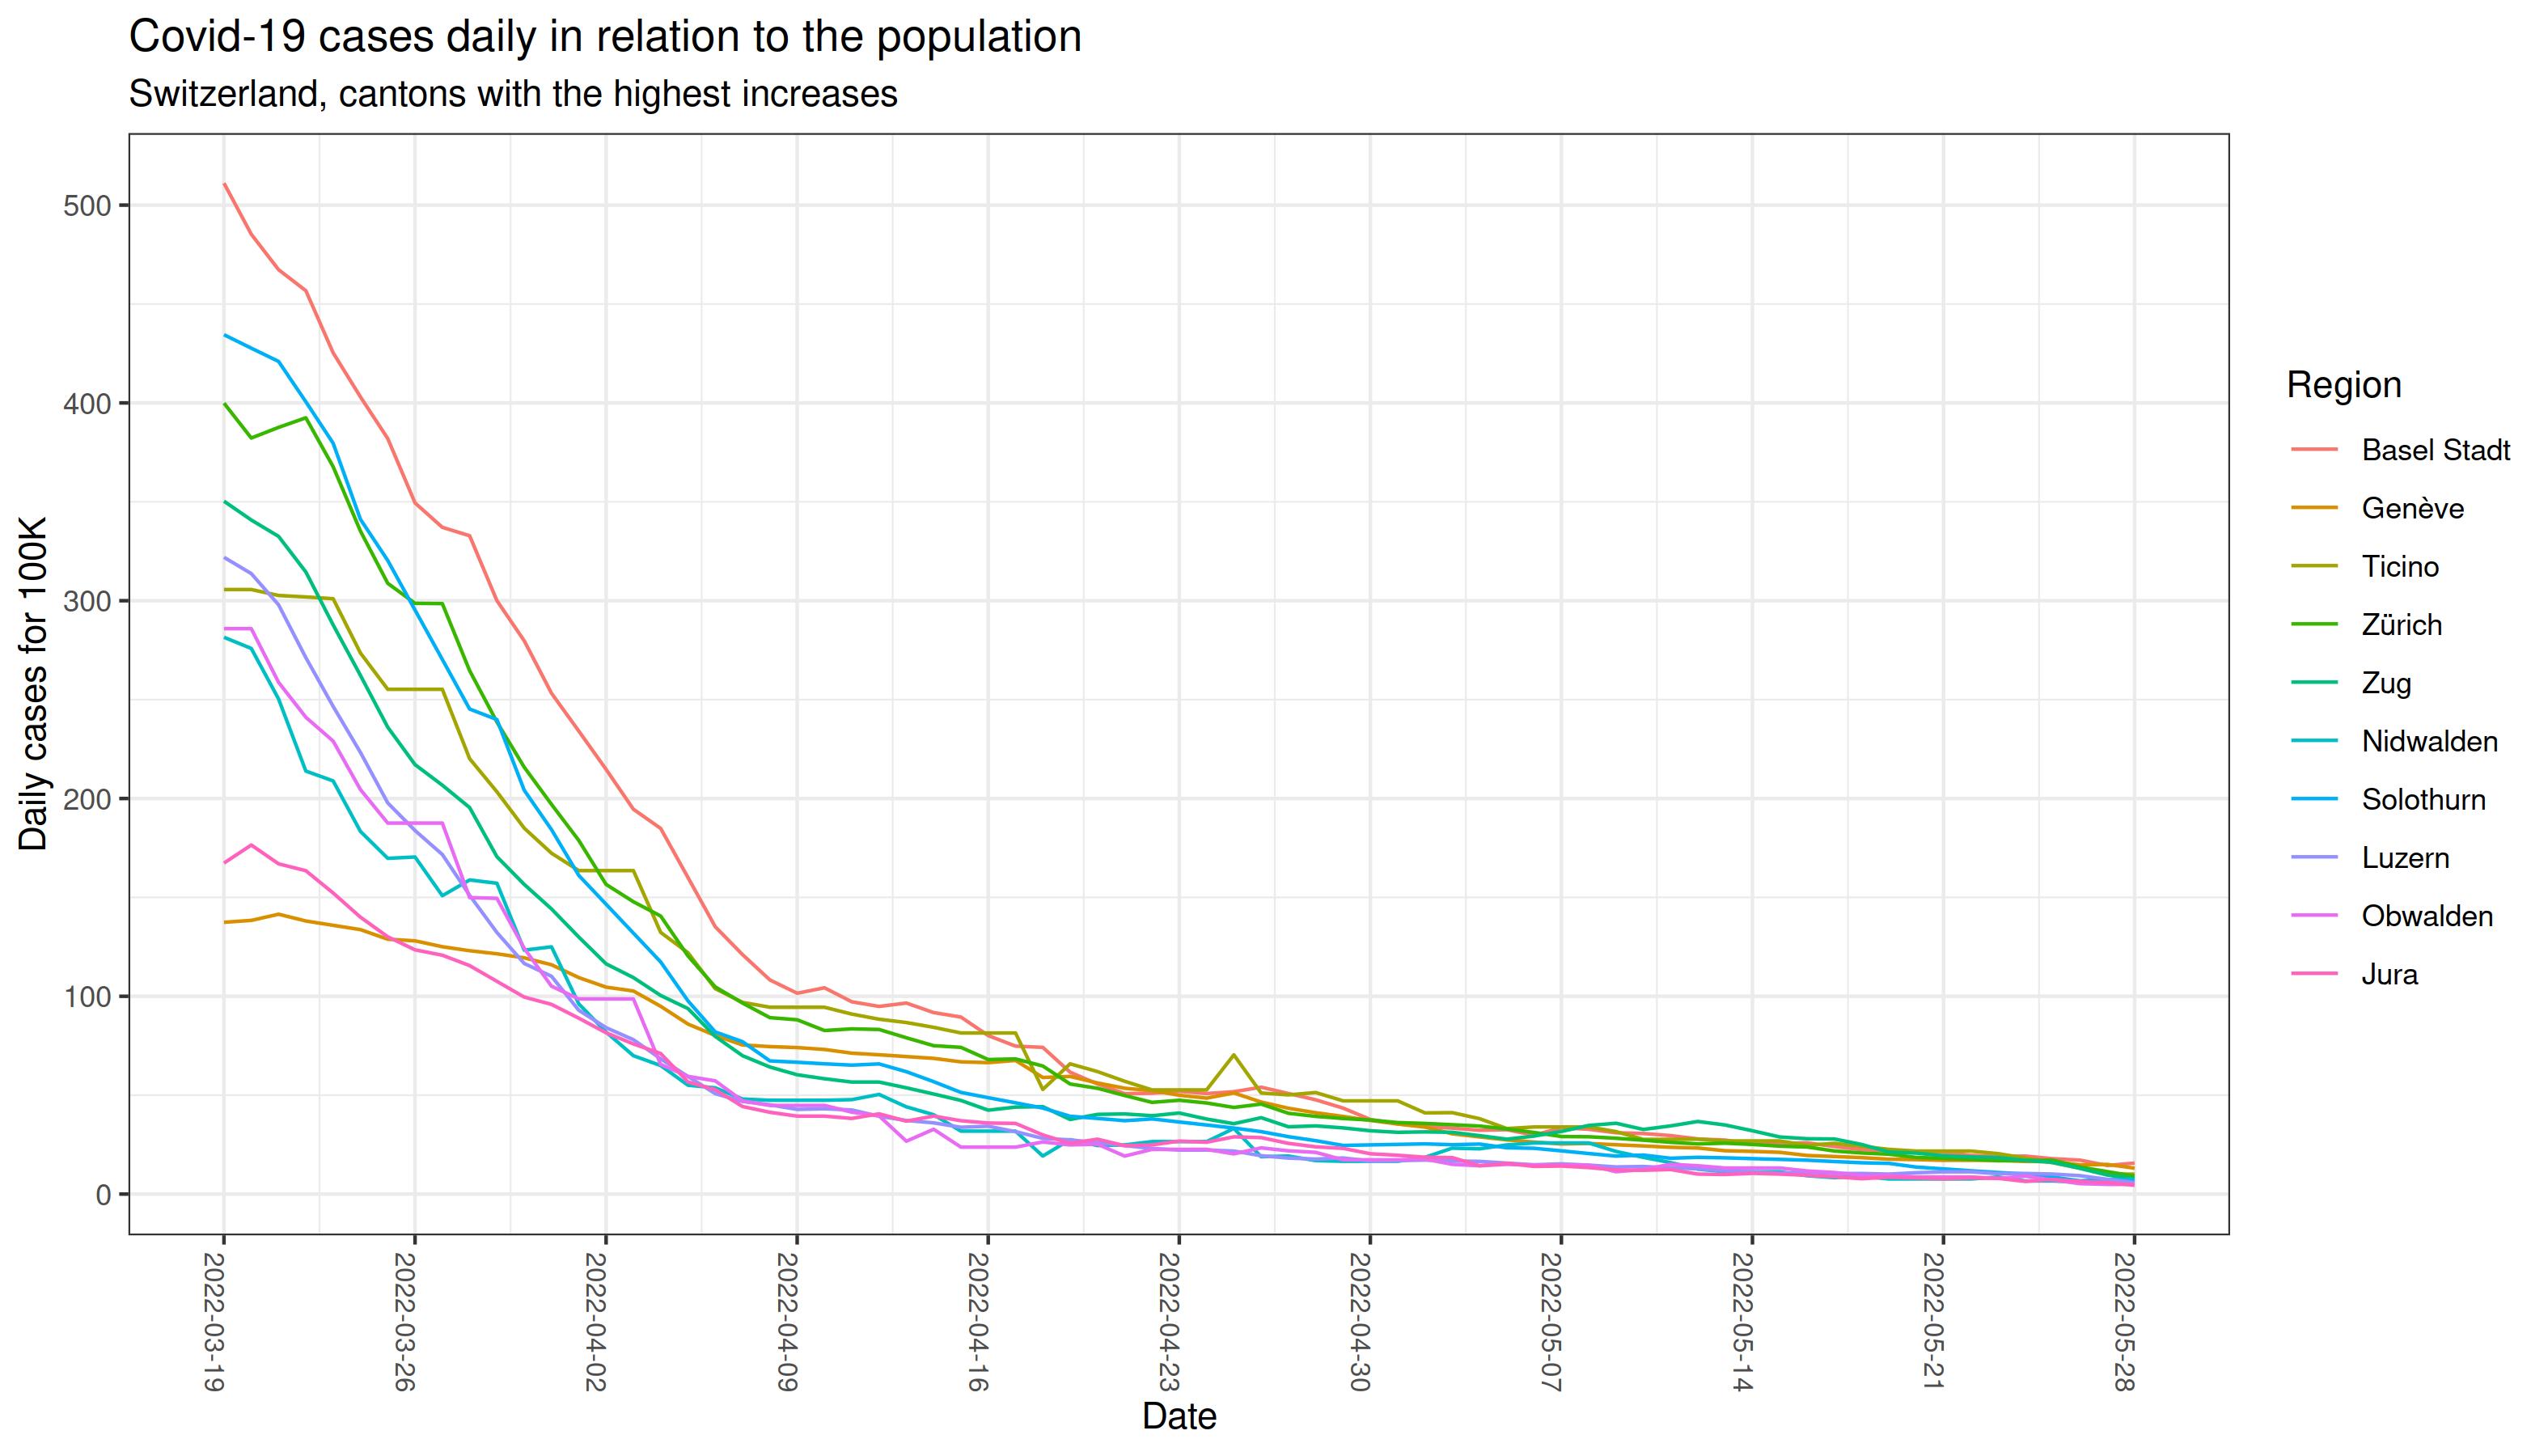 Covid-19 cases daily in relation to the population
Switzerland, cantons with the highest increases
Daily cases for 100K
500
400
300
200
100
0
2022-03-19
2022-03-26
2022-04-02
2022-04-09
2022-04-16
2022-04-23
2022-04-30
2022-05-07
2022-05-14
2022-05-21
2022-05-28
Date
Region
Basel Stadt
Genève
Ticino
Zürich
Zug
Nidwalden
Solothurn
Luzern
Obwalden
Jura